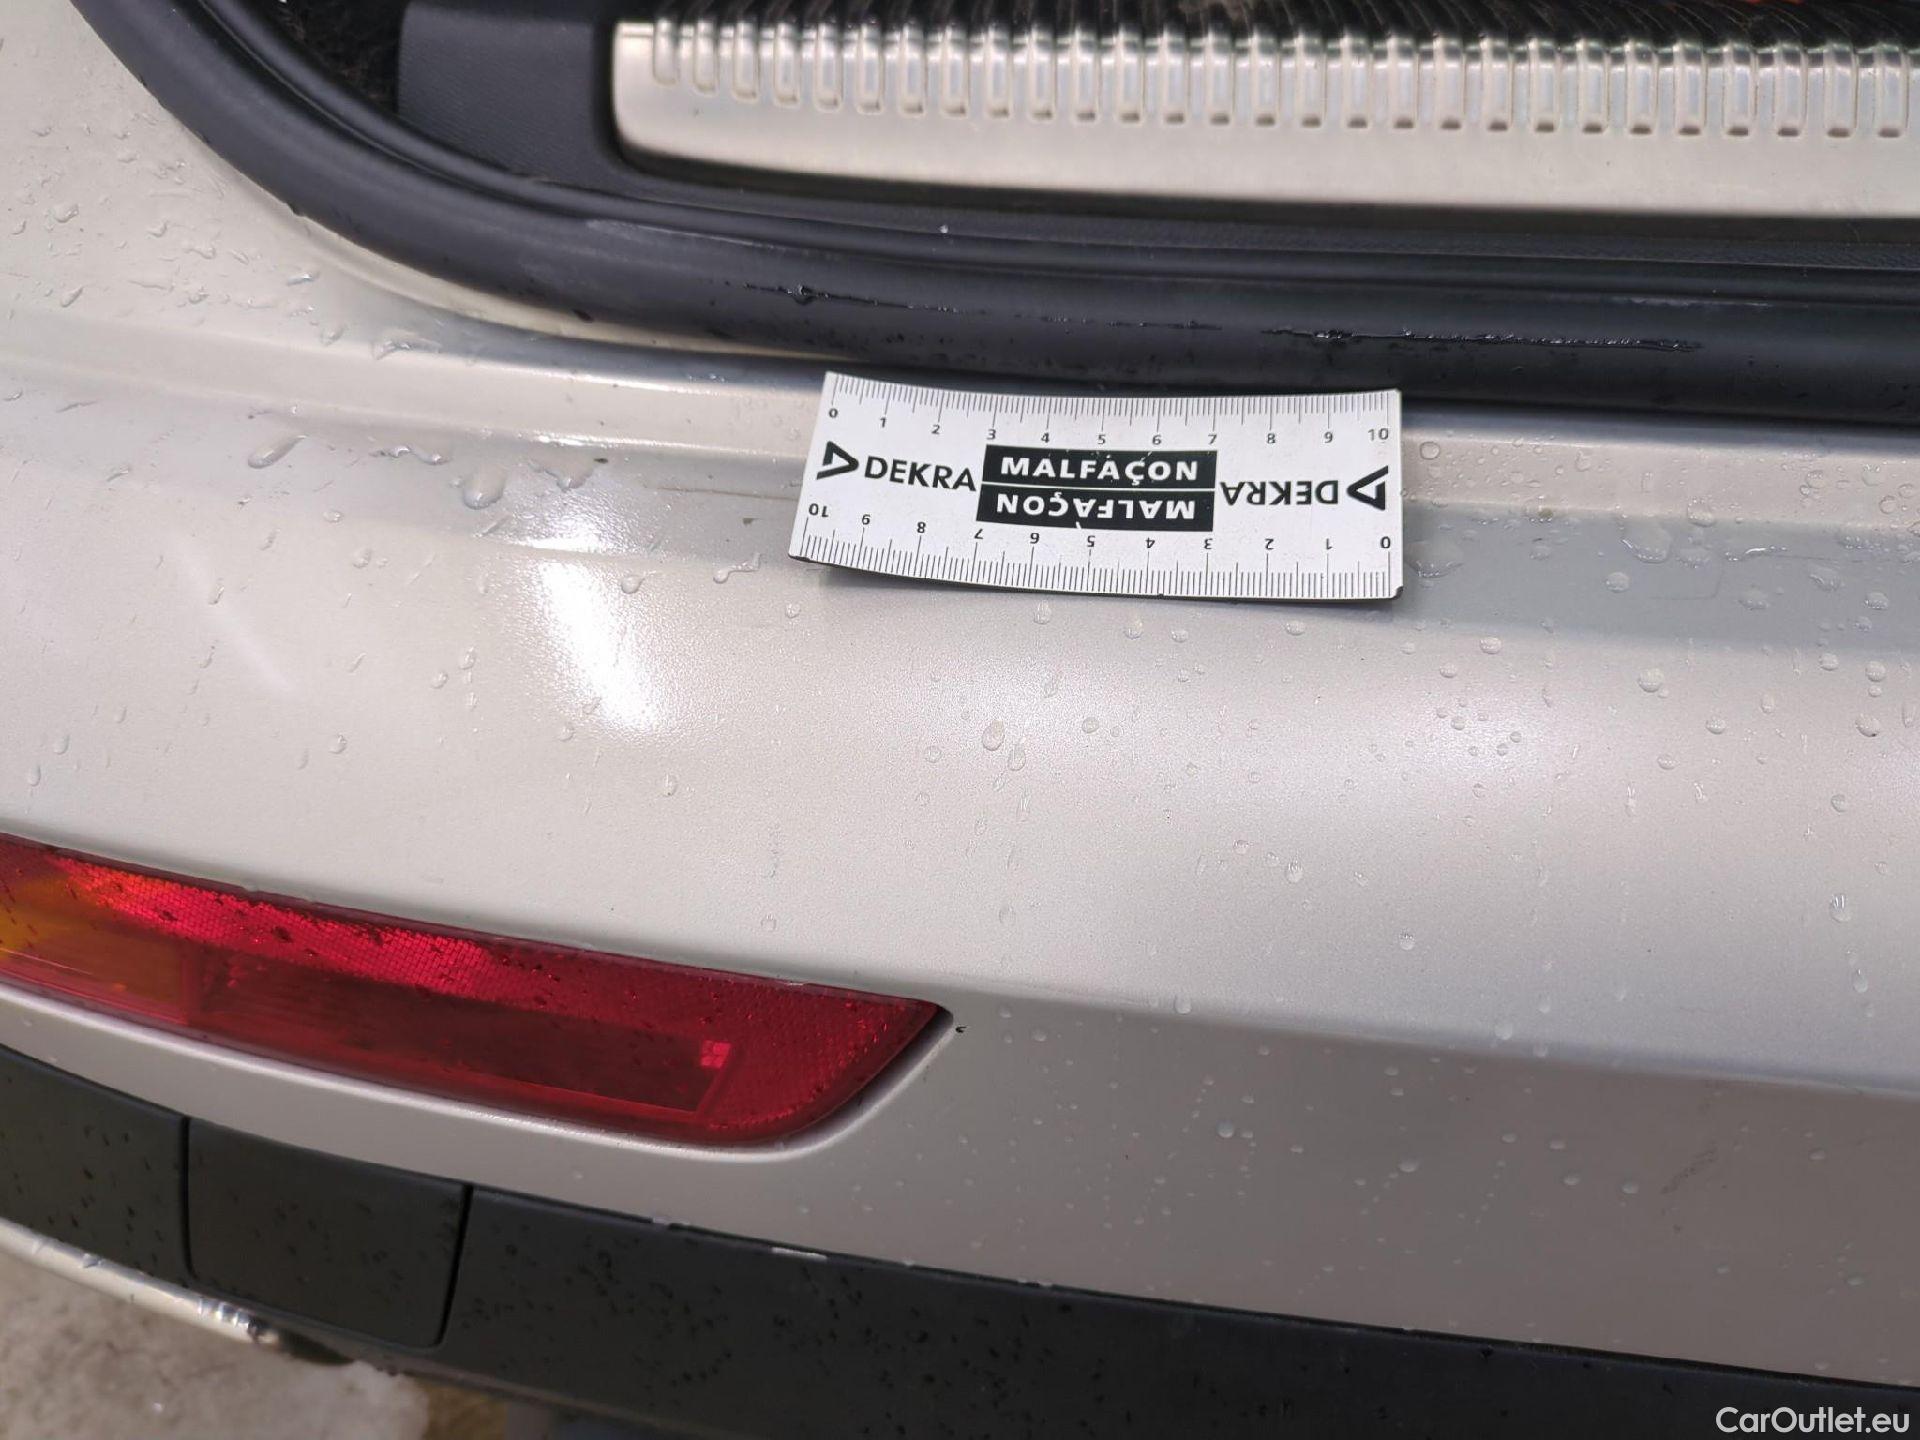 0 1 2 3 4 5 6 7 8 9 10
DEKRA MALFAÇON
MALFAÇON DEKRA
10 9 8 7 6 5 4 3 2 1 0
CarOutlet.eu